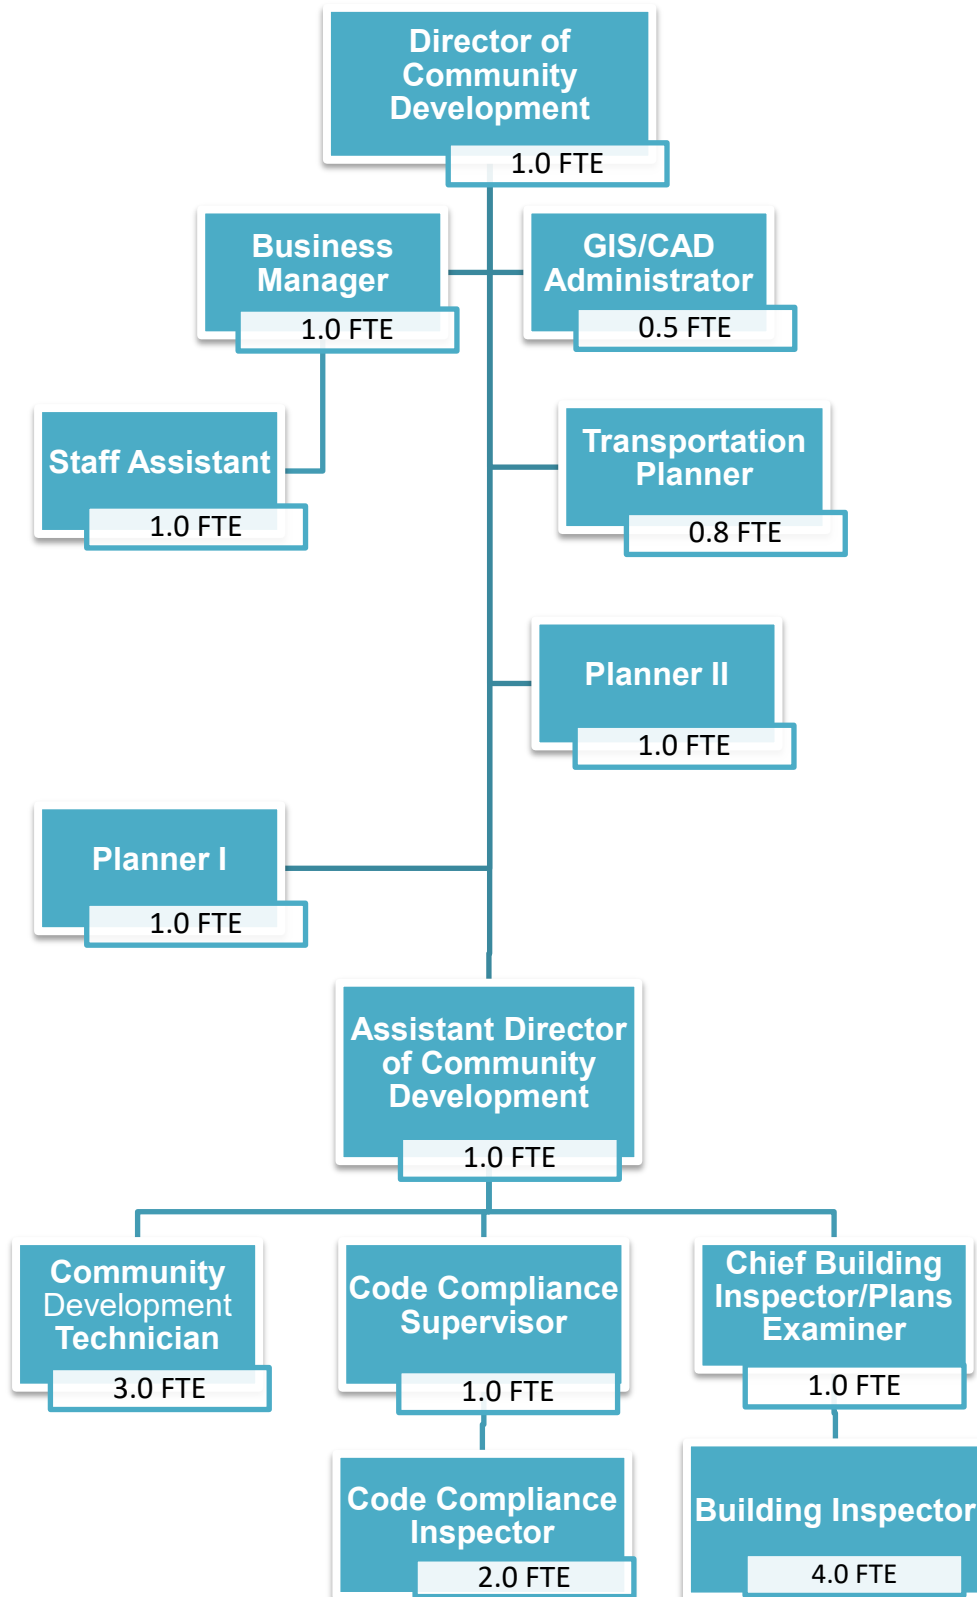 Director of
Community
Development
1.0 FTE
Business
Manager
1.0 FTE
GIS/CAD
Administrator
0.5 FTE
Staff Assistant
1.0 FTE
Transportation
Planner
0.8 FTE
Planner II
1.0 FTE
Planner I
1.0 FTE
Assistant Director
of Community
Development
1.0 FTE
Community
Development
Technician
3.0 FTE
Code Compliance
Supervisor
1.0 FTE
Chief Building
Inspector/Plans
Examiner
1.0 FTE
Code Compliance
Inspector
2.0 FTE
Building Inspector
4.0 FTE